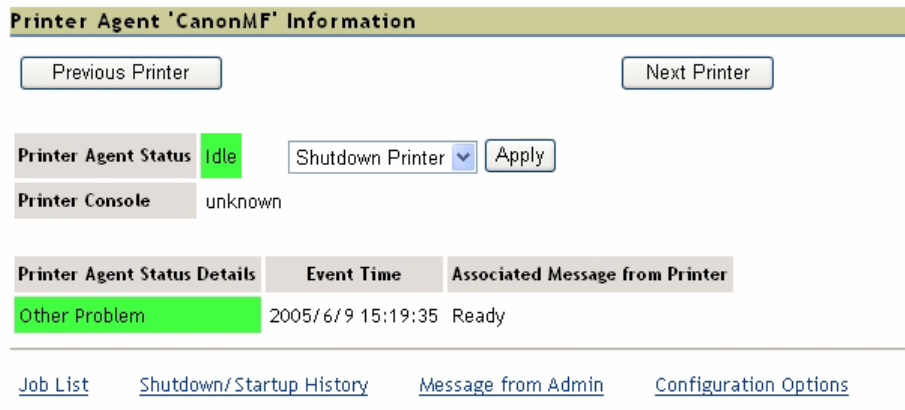 Printer Agent 'CanonMF' Information
Previous Printer Next Printer
Printer Agent Status Idle Shutdown Printer Apply
Printer Console unknown
Printer Agent Status Details Event Time Associated Message from Printer
Other Problem 2005/6/9 15:19:35 Ready
Job List Shutdown/Startup History Message from Admin Configuration Options